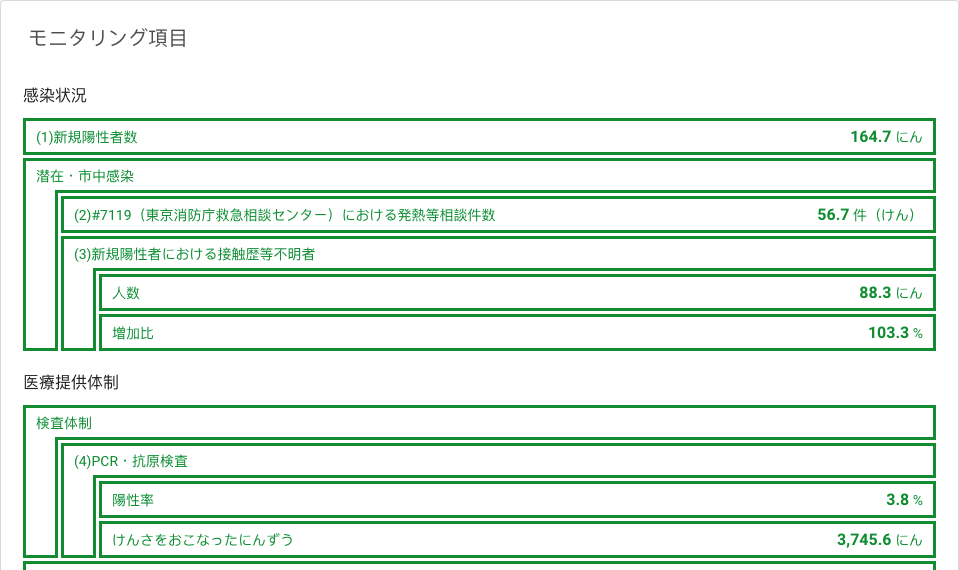 モニタリング項目
感染状況
(1)新規陽性者数 164.7 にん
潜在・市中感染
(2)#7119（東京消防庁救急相談センター）における発熱等相談件数 56.7 件（けん）
(3)新規陽性者における接触歴等不明者
人数 88.3 にん
増加比 103.3 %
医療提供体制
検査体制
(4)PCR・抗原検査
陽性率 3.8 %
けんさをおこなったにんずう 3,745.6 にん